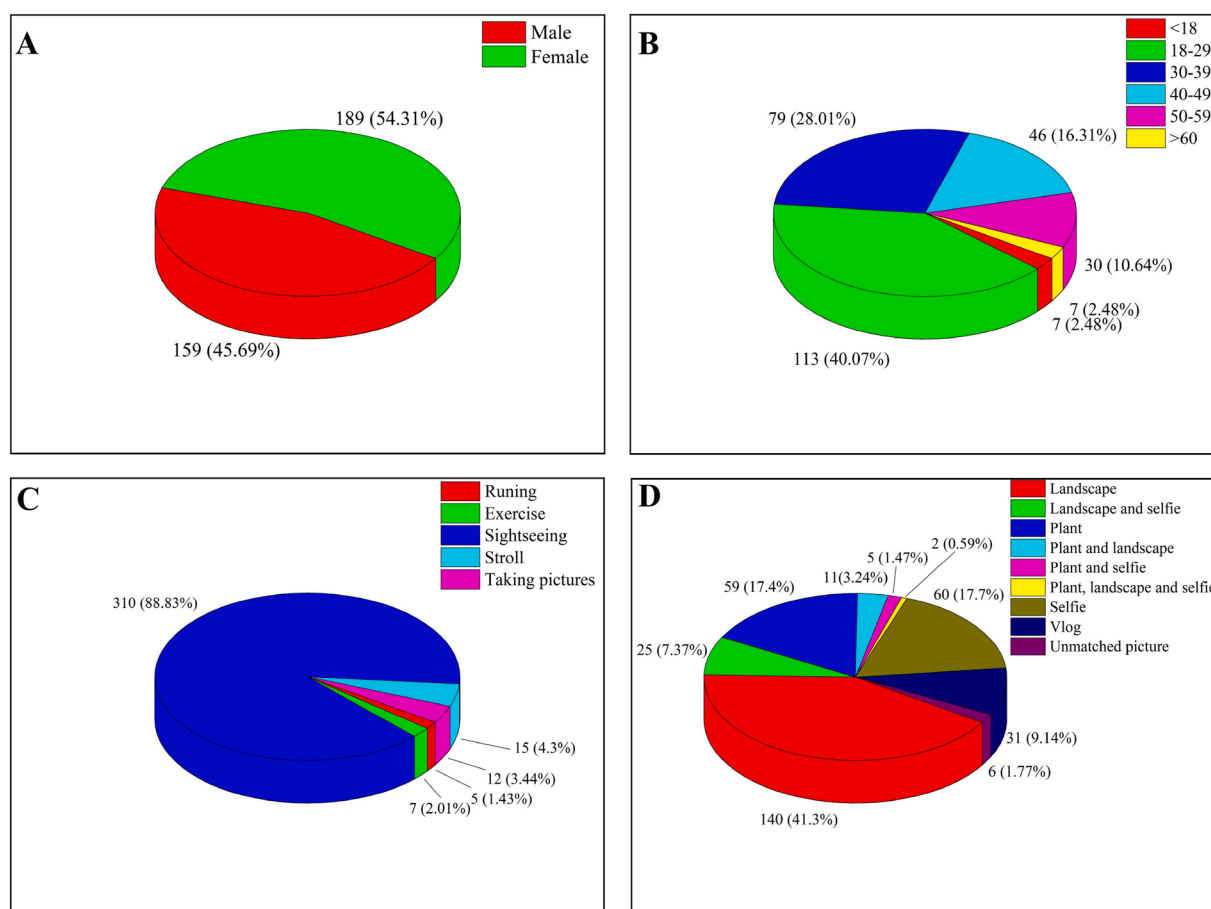 A
Male
Female
189 (54.31%)
159 (45.69%)
B
<18
18-29
30-39
40-49
50-59
>60
79 (28.01%)
46 (16.31%)
30 (10.64%)
7 (2.48%)
7 (2.48%)
113 (40.07%)
C
Runing
Exercise
Sightseeing
Stroll
Taking pictures
310 (88.83%)
15 (4.3%)
12 (3.44%)
5 (1.43%)
7 (2.01%)
D
Landscape
Landscape and selfie
Plant
Plant and landscape
Plant and selfie
Plant, landscape and selfie
Selfie
Vlog
Unmatched picture
2 (0.59%)
5 (1.47%)
11(3.24%)
59 (17.4%)
60 (17.7%)
25 (7.37%)
31 (9.14%)
6 (1.77%)
140 (41.3%)